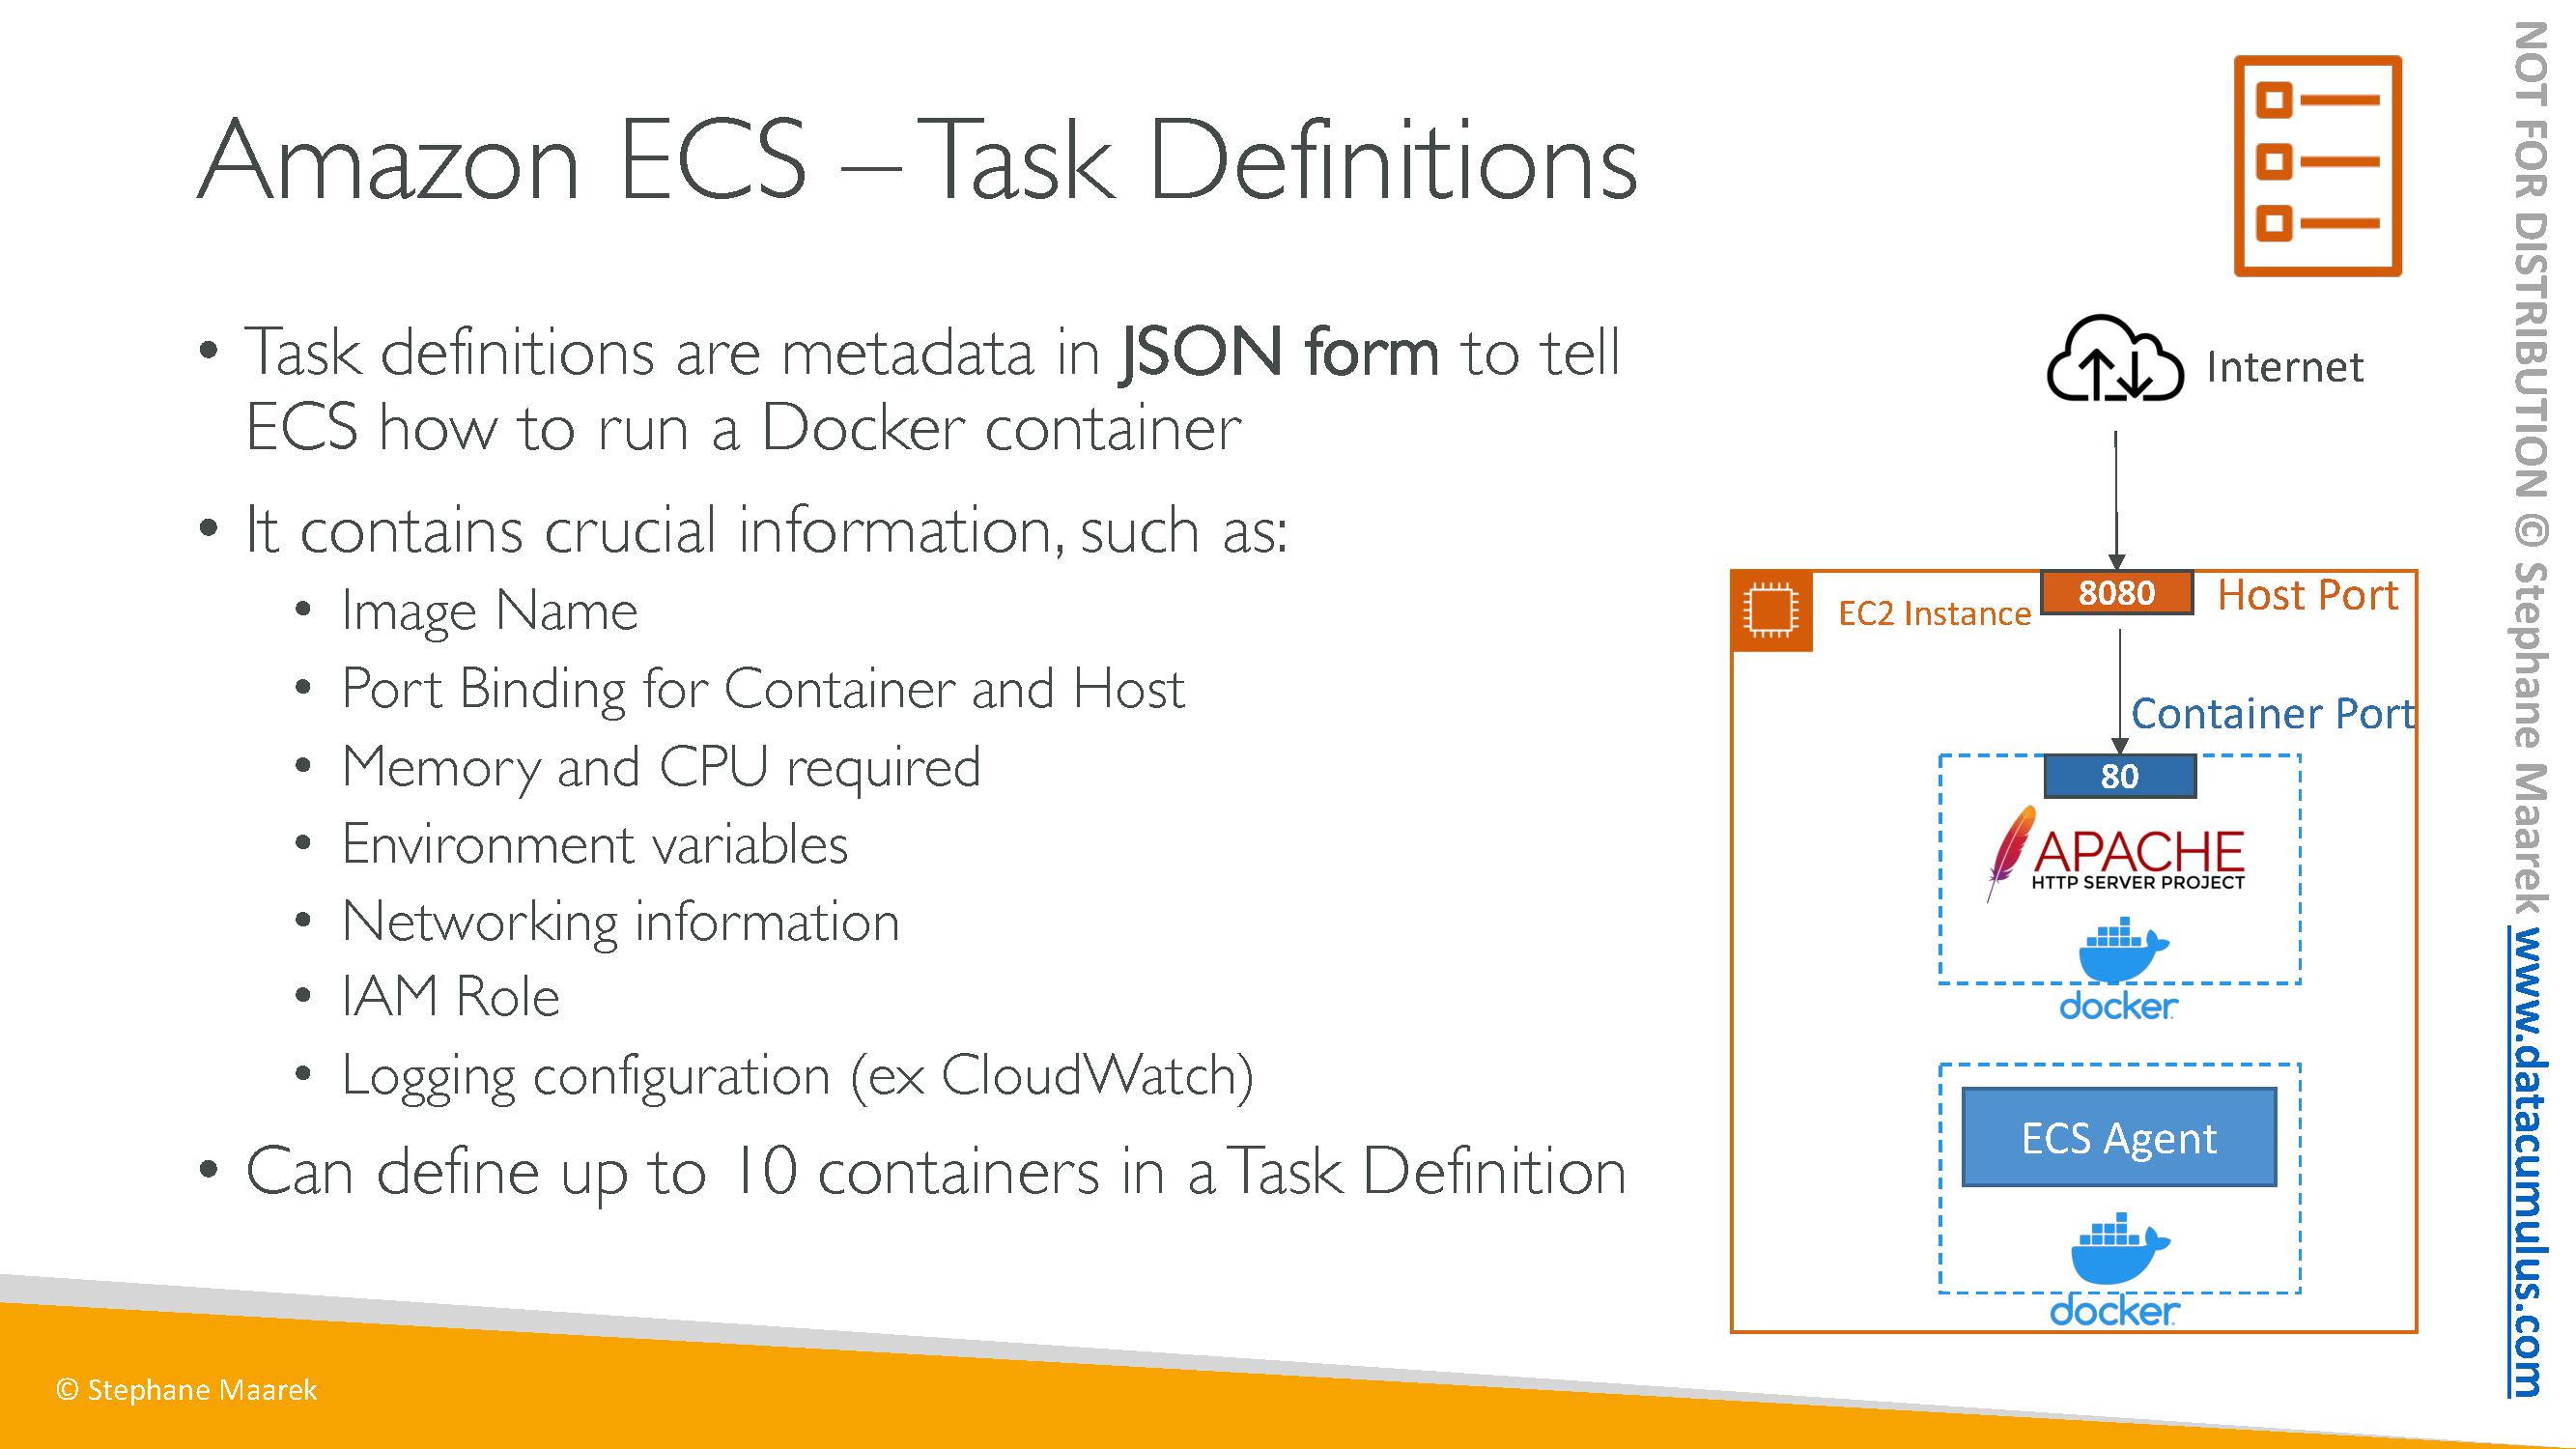 Amazon ECS – Task Definitions
• Task definitions are metadata in JSON form to tell
ECS how to run a Docker container
• It contains crucial information, such as:
• Image Name
• Port Binding for Container and Host
• Memory and CPU required
• Environment variables
• Networking information
• IAM Role
• Logging configuration (ex CloudWatch)
• Can define up to 10 containers in a Task Definition
Internet
EC2 Instance
8080
Host Port
Container Port
80
APACHE
HTTP SERVER PROJECT
docker
ECS Agent
docker
© Stephane Maarek
NOT FOR DISTRIBUTION © Stephane Maarek www.datacumulus.com